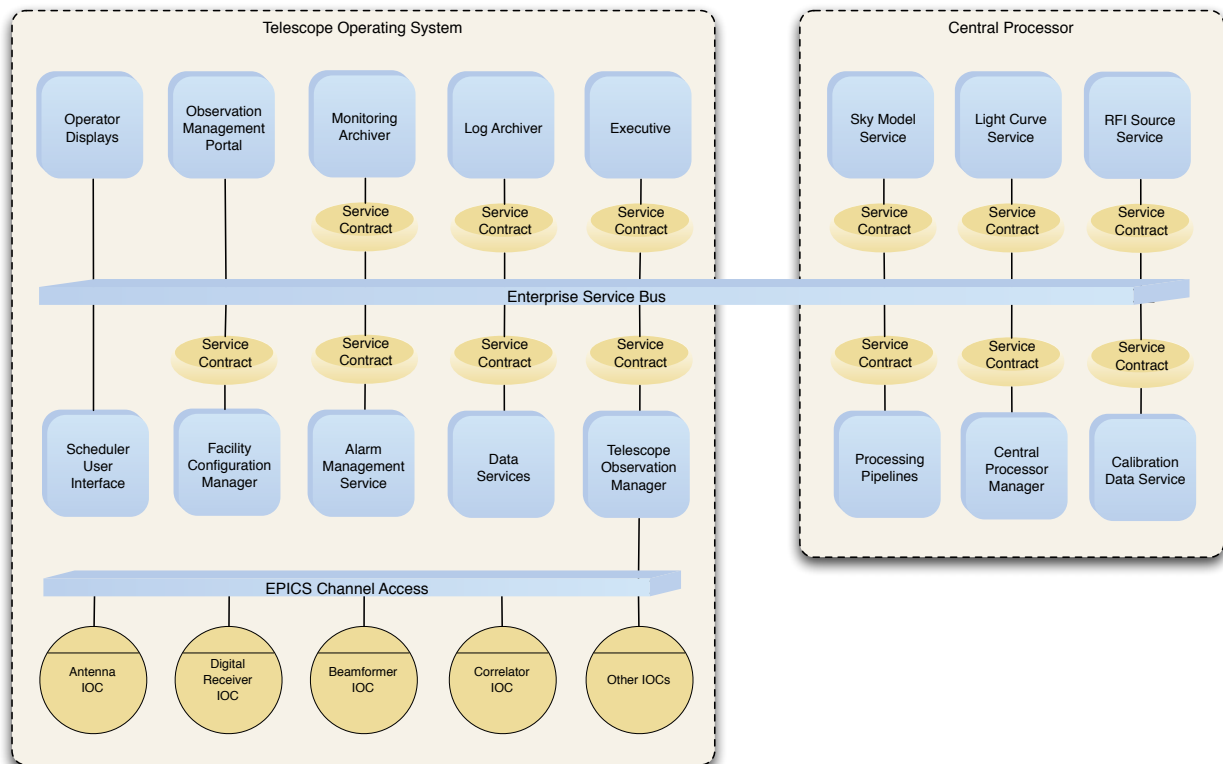 Telescope Operating System
Central Processor
Operator
Displays
Observation
Management
Portal
Monitoring
Archiver
Log Archiver
Executive
Sky Model
Service
Light Curve
Service
RFI Source
Service
Service
Contract
Service
Contract
Service
Contract
Service
Contract
Service
Contract
Service
Contract
Enterprise Service Bus
Service
Contract
Service
Contract
Service
Contract
Service
Contract
Service
Contract
Service
Contract
Service
Contract
Scheduler
User
Interface
Facility
Configuration
Manager
Alarm
Management
Service
Data
Services
Telescope
Observation
Manager
Processing
Pipelines
Central
Processor
Manager
Calibration
Data Service
EPICS Channel Access
Antenna
IOC
Digital
Receiver
IOC
Beamformer
IOC
Correlator
IOC
Other IOCs